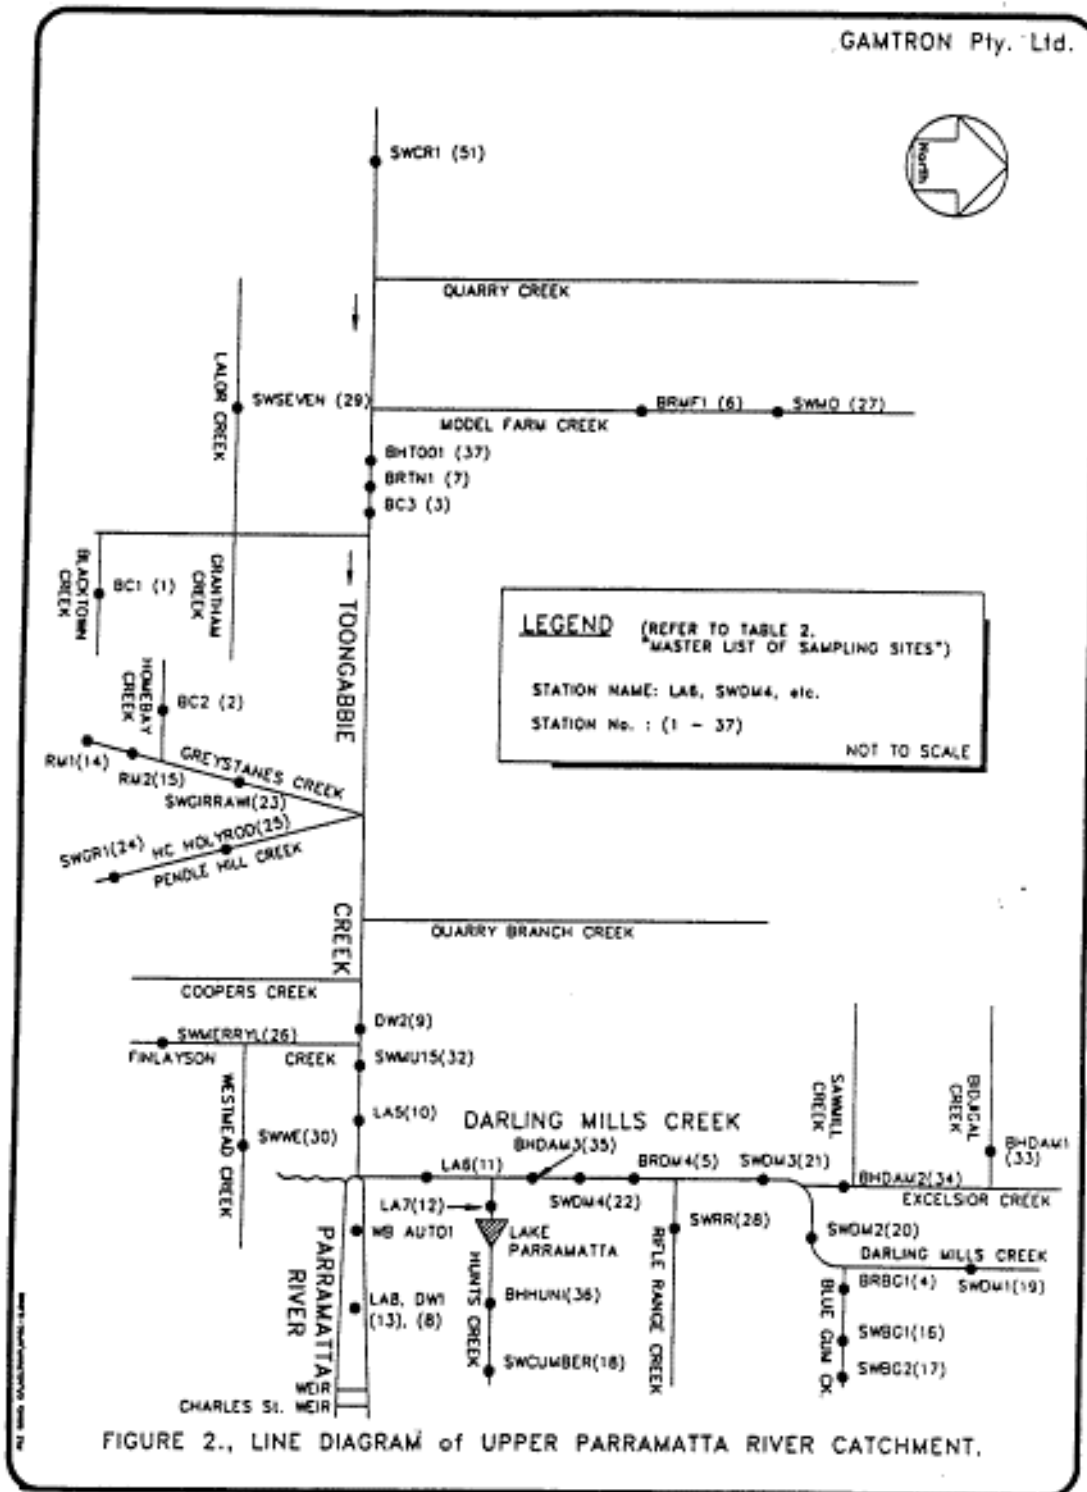 GAMTRON Pty. Ltd.
North
SWCR1 (51)
QUARRY CREEK
LALOR CREEK
SWSEVEN (29)
BRMF1 (6)
SWMO (27)
MODEL FARM CREEK
BHT001 (37)
BRTN1 (7)
BC3 (3)
BLACKTOWN
CREEK
BC1 (1)
GRANTHAM
CREEK
TOONGABBIE
CREEK
LEGEND
(REFER TO TABLE 2.
"MASTER LIST OF SAMPLING SITES")
STATION NAME: LA6, SWDM4, etc.
STATION No. : (1 - 37)
NOT TO SCALE
HOMEBAY
CREEK
BC2 (2)
RM1(14)
RM2(15)
GREYSTANES CREEK
SWGIRRAWI(23)
SWGR1(24)
HC HOLYROD(25)
PENDLE HILL CREEK
QUARRY BRANCH CREEK
COOPERS CREEK
DW2(9)
SWMERRYL(26)
FINLAYSON CREEK
SWMU15(32)
WESTMEAD CREEK
SWWE(30)
LA5(10)
DARLING MILLS CREEK
SAWMILL
CREEK
BIDJAGAL
CREEK
BHDAM1
(33)
LA6(11)
BHDAM3(35)
SWDM4(22)
BRDM4(5)
SWDM3(21)
BHDAM2(34)
EXCELSIOR CREEK
LA7(12)
LAKE
PARRAMATTA
WB AUTO1
SWRR(28)
SWDM2(20)
DARLING MILLS CREEK
SWDM1(19)
PARRAMATTA
RIVER
LA8, DW1
(13), (8)
HUNTS CREEK
BHHUNI(36)
SWCUMBER(18)
RIFLE RANGE CREEK
BLUE GUM CK.
BRBG1(4)
SWBG1(16)
SWBG2(17)
WEIR
CHARLES St. WEIR
FIGURE 2., LINE DIAGRAM of UPPER PARRAMATTA RIVER CATCHMENT.